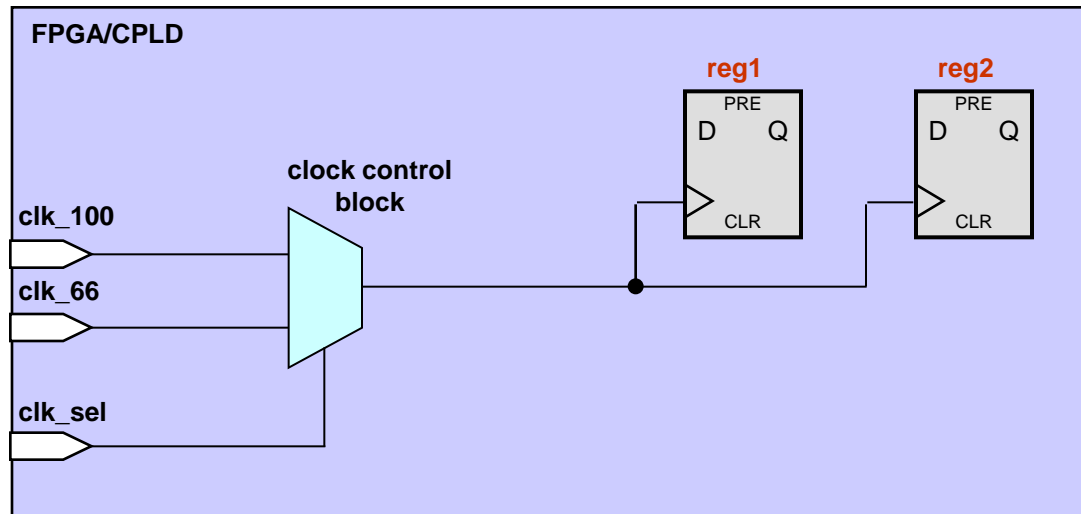 FPGA/CPLD
reg1
reg2
PRE
D Q
CLR
PRE
D Q
CLR
clock control
block
clk_100
clk_66
clk_sel